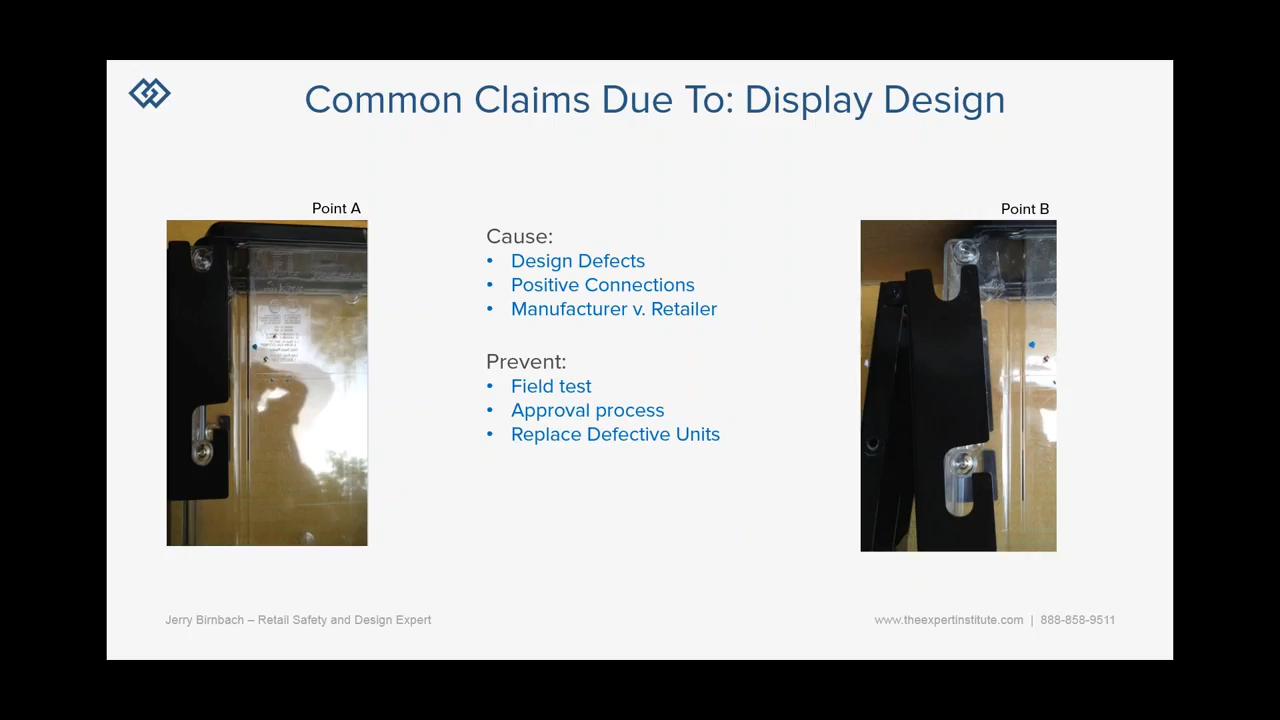 Common Claims Due To: Display Design
Point A
Point B
Cause:
• Design Defects
• Positive Connections
• Manufacturer v. Retailer
Prevent:
• Field test
• Approval process
• Replace Defective Units
Jerry Birnbach – Retail Safety and Design Expert
www.theexpertinstitute.com | 888-858-9511